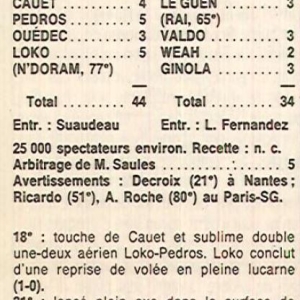 CAUET 4 LE GUEN 3
PEDROS 5 (RAI, 65°)
OUÉDEC 3 VALDO 3
LOKO 5 WEAH 2
(N'DORAM, 77°) GINOLA 3
Total 44 Total 34
Entr. : Suaudeau Entr. : L. Fernandez
25 000 spectateurs environ. Recette : n. c.
Arbitrage de M. Saules 5
Avertissements : Decroix (21°) à Nantes ;
Ricardo (51°), A. Roche (80°) au Paris-SG.
18° : touche de Cauet et sublime double
une-deux aérien Loko-Pedros. Loko conclut
d'une reprise de volée en pleine lucarne
(1-0).